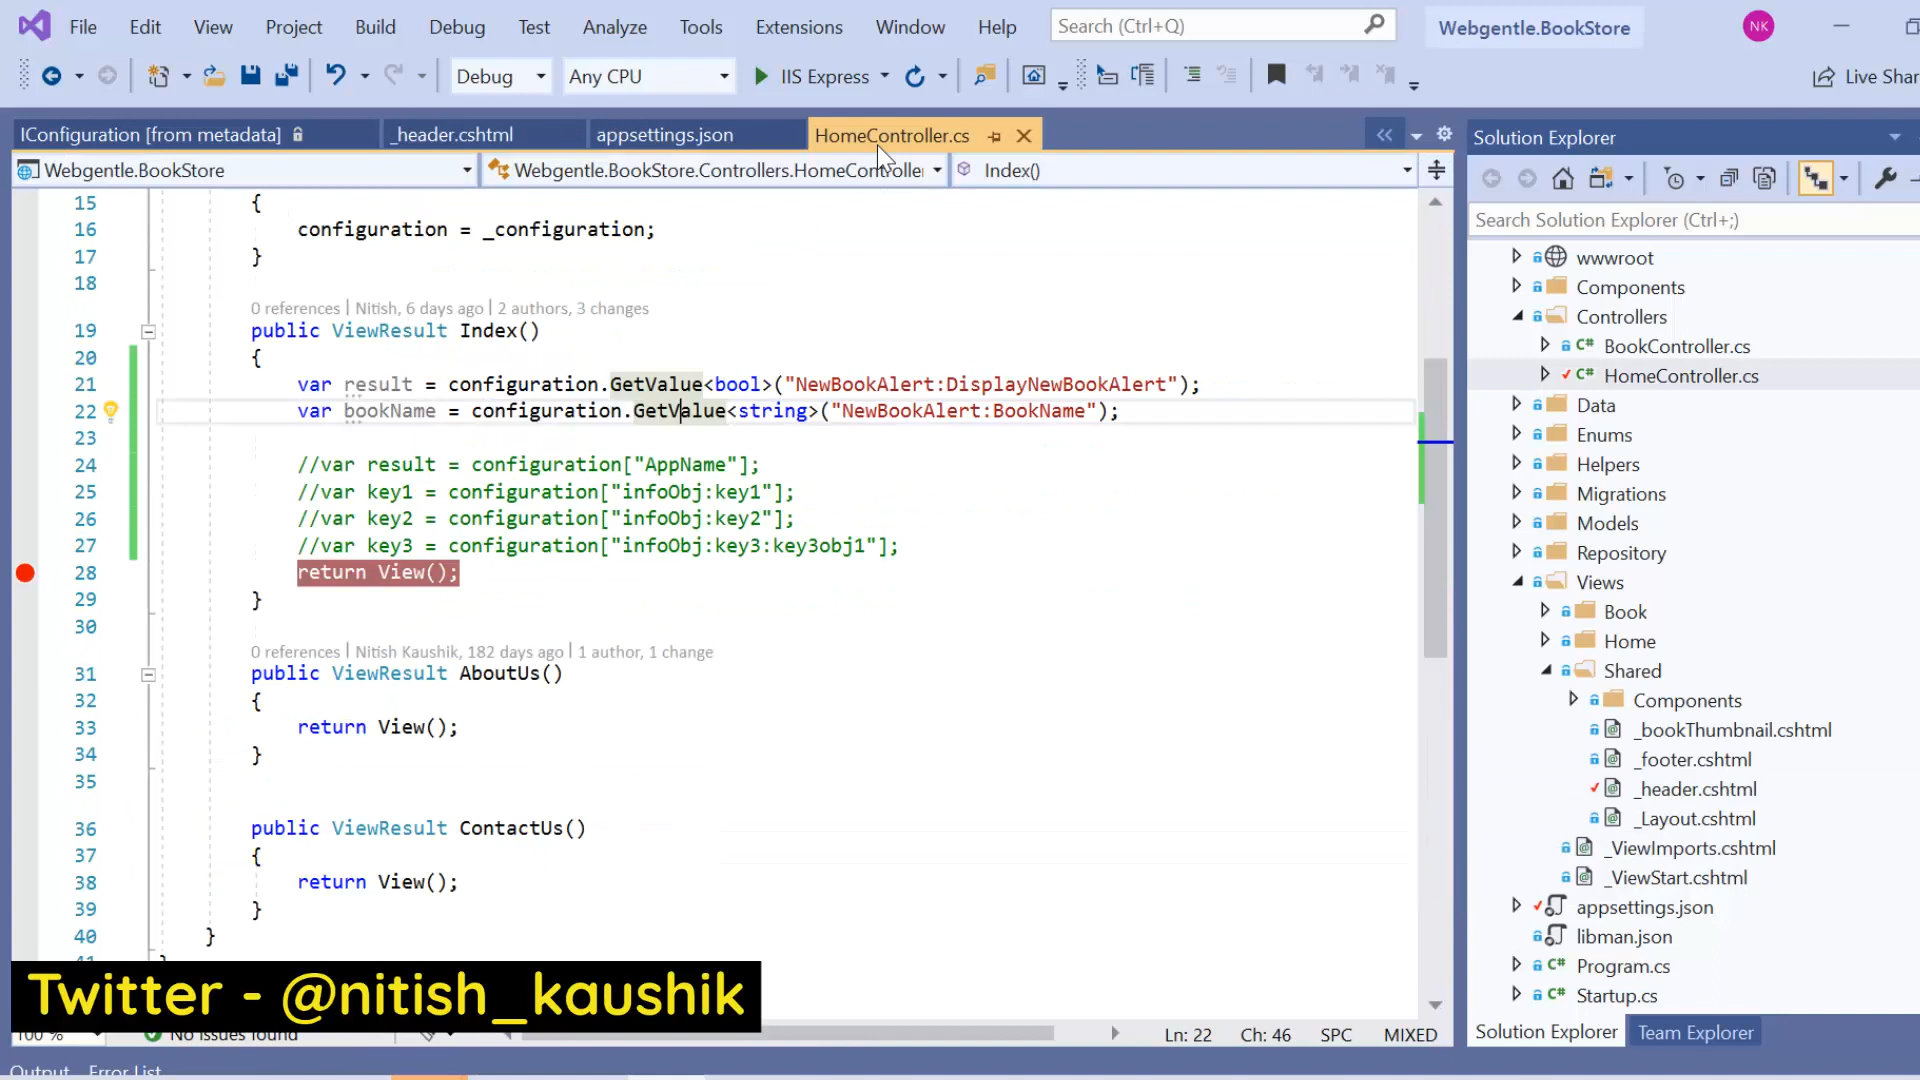 File Edit View Project Build Debug Test Analyze Tools Extensions Window Help Search (Ctrl+Q) Webgentle.BookStore NK
Debug Any CPU IIS Express Live Shar
IConfiguration [from metadata] _header.cshtml appsettings.json HomeController.cs
Webgentle.BookStore Webgentle.BookStore.Controllers.HomeController Index()
15 {
16 configuration = _configuration;
17 }
18
0 references | Nitish, 6 days ago | 2 authors, 3 changes
19 public ViewResult Index()
20 {
21 var result = configuration.GetValue<bool>("NewBookAlert:DisplayNewBookAlert");
22 var bookName = configuration.GetValue<string>("NewBookAlert:BookName");
23
24 //var result = configuration["AppName"];
25 //var key1 = configuration["infoObj:key1"];
26 //var key2 = configuration["infoObj:key2"];
27 //var key3 = configuration["infoObj:key3:key3obj1"];
28 return View();
29 }
30
0 references | Nitish Kaushik, 182 days ago | 1 author, 1 change
31 public ViewResult AboutUs()
32 {
33 return View();
34 }
35
36 public ViewResult ContactUs()
37 {
38 return View();
39 }
40 }
Twitter - @nitish_kaushik
100 % No issues found Ln: 22 Ch: 46 SPC MIXED
Output Error List
Solution Explorer
Search Solution Explorer (Ctrl+;)
wwwroot
Components
Controllers
C# BookController.cs
C# HomeController.cs
Data
Enums
Helpers
Migrations
Models
Repository
Views
Book
Home
Shared
Components
_bookThumbnail.cshtml
_footer.cshtml
_header.cshtml
_Layout.cshtml
_ViewImports.cshtml
_ViewStart.cshtml
appsettings.json
libman.json
C# Program.cs
C# Startup.cs
Solution Explorer Team Explorer